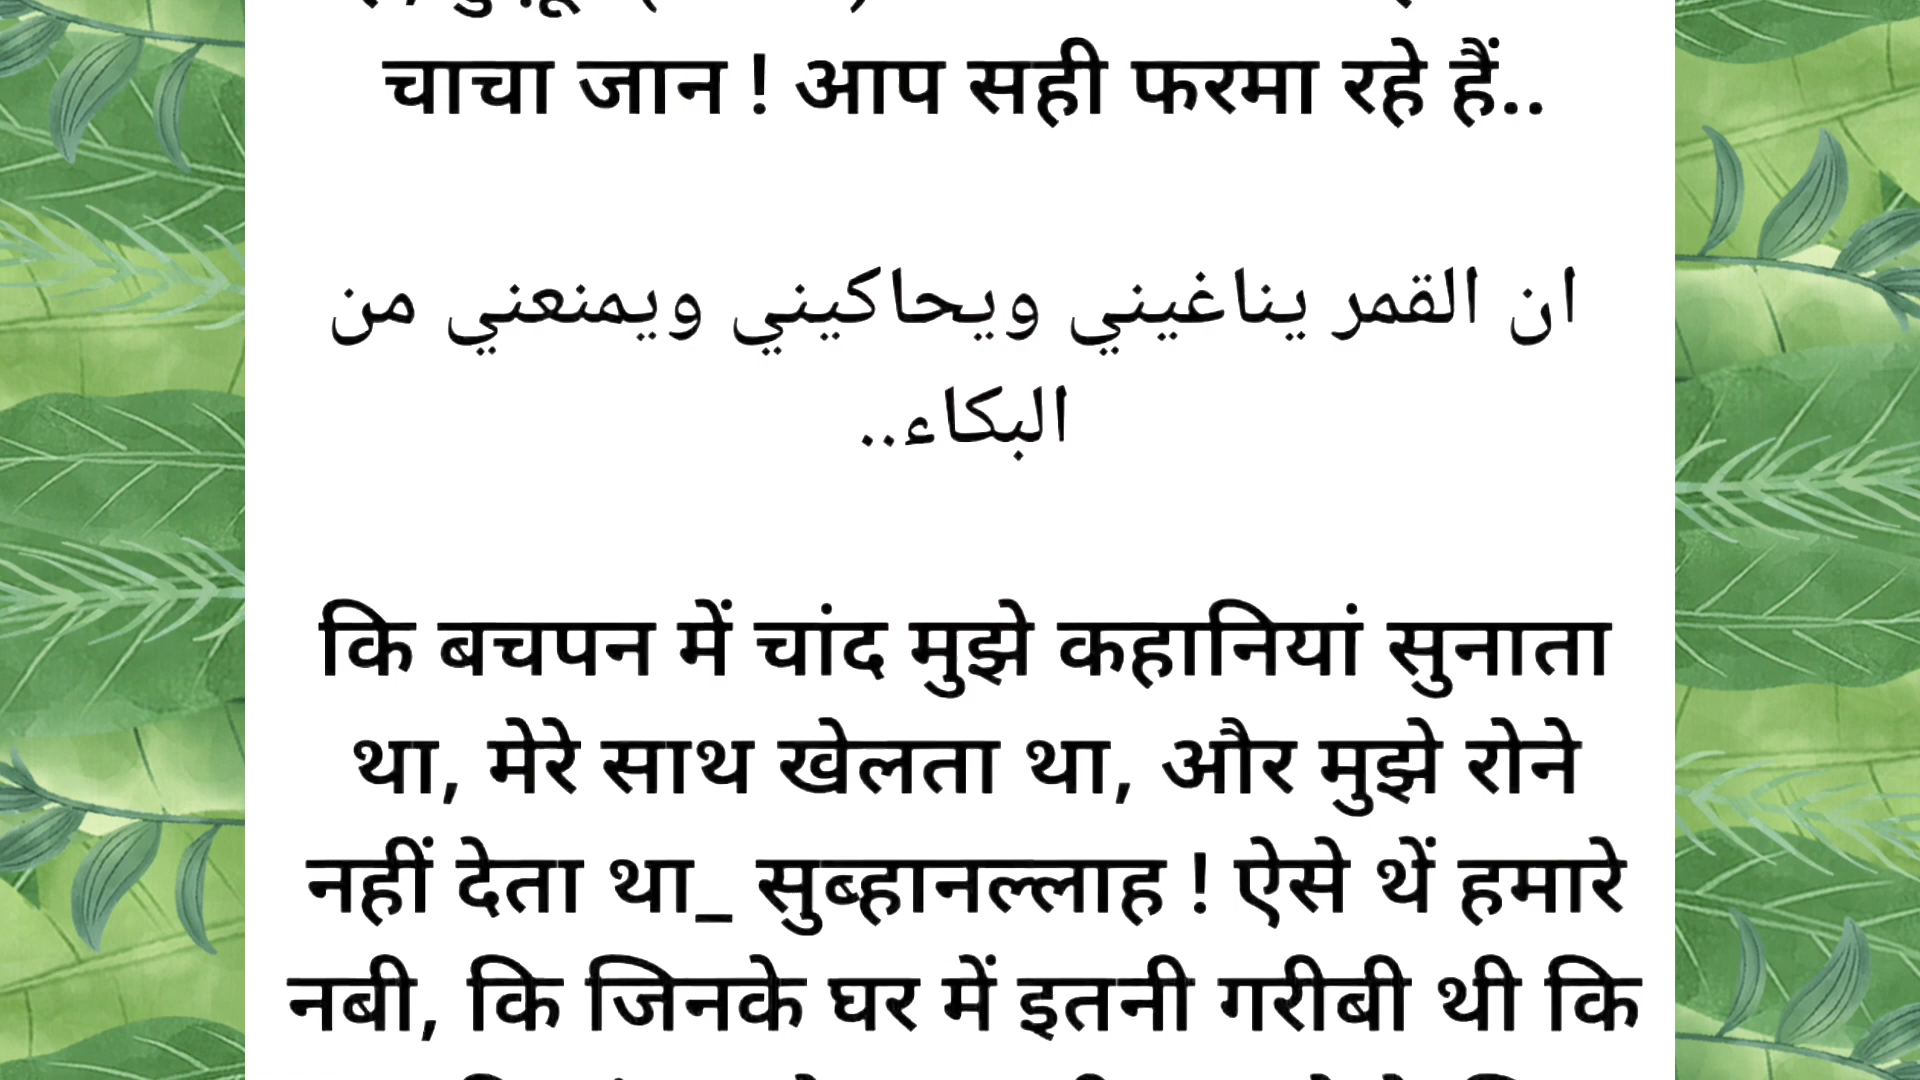 चाचा जान ! आप सही फरमा रहे हैं..
ان القمر يناغيني ويحاكيني ويمنعني من
البكاء..
कि बचपन में चांद मुझे कहानियां सुनाता
था, मेरे साथ खेलता था, और मुझे रोने
नहीं देता था_ सुब्हानल्लाह ! ऐसे थें हमारे
नबी, कि जिनके घर में इतनी गरीबी थी कि